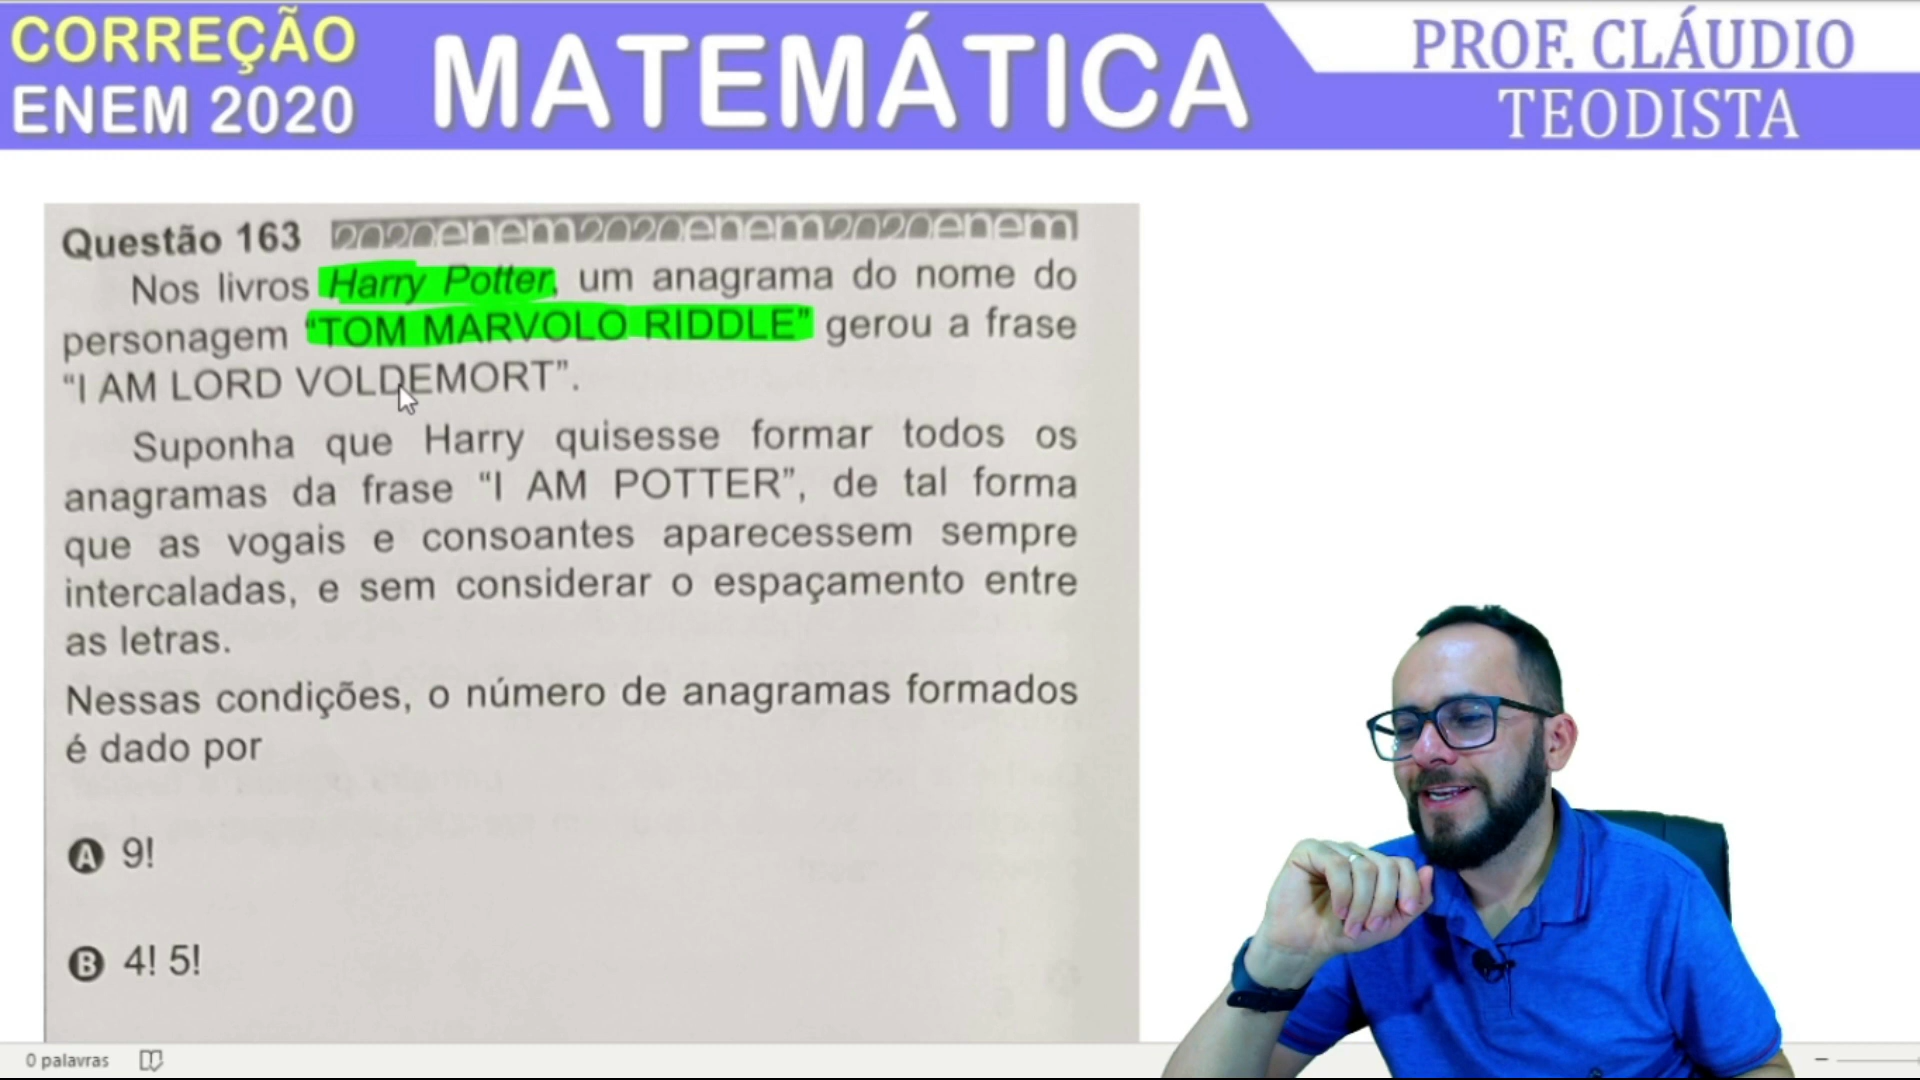 CORREÇÃO
ENEM 2020
MATEMÁTICA
PROF. CLÁUDIO
TEODISTA
Questão 163 2020enem2020enem2020enem
Nos livros Harry Potter, um anagrama do nome do
personagem “TOM MARVOLO RIDDLE” gerou a frase
“I AM LORD VOLDEMORT”.
Suponha que Harry quisesse formar todos os
anagramas da frase “I AM POTTER”, de tal forma
que as vogais e consoantes aparecessem sempre
intercaladas, e sem considerar o espaçamento entre
as letras.
Nessas condições, o número de anagramas formados
é dado por
A 9!
B 4! 5!
0 palavras